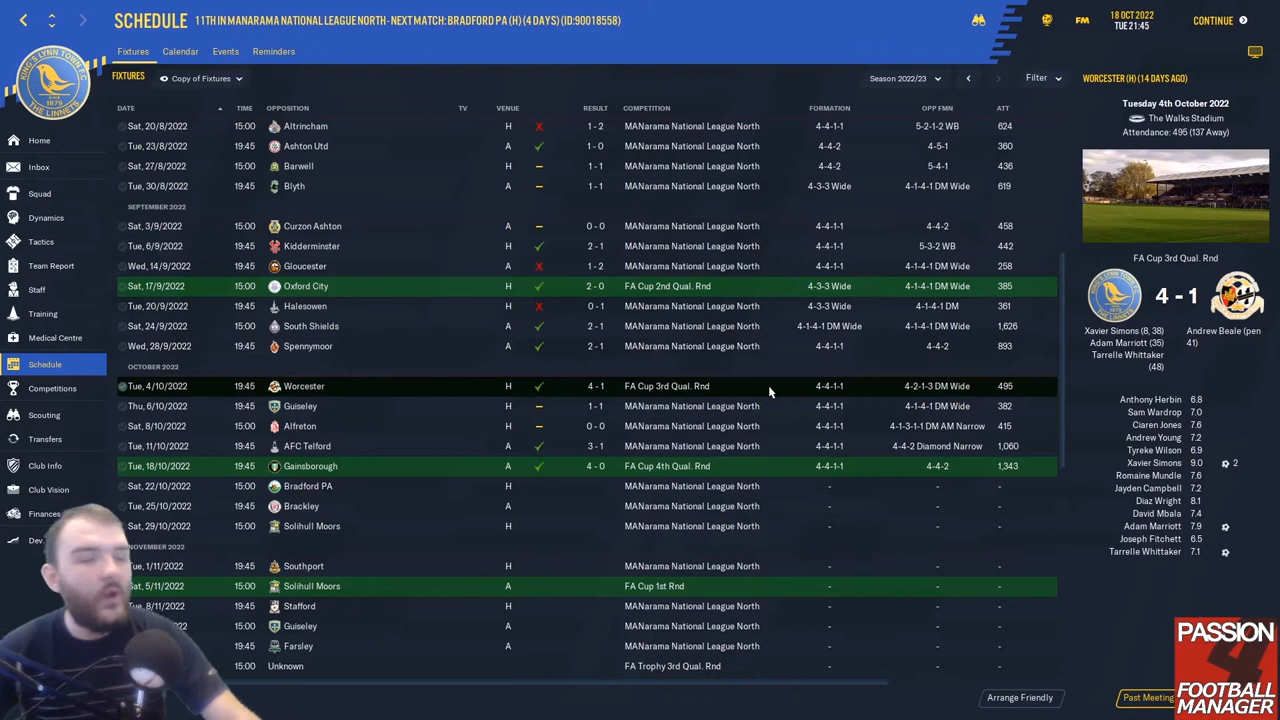 SCHEDULE 11TH IN MANARAMA NATIONAL LEAGUE NORTH - NEXT MATCH: BRADFORD PA (H) (4 DAYS) (ID:90018558) FM 18 OCT 2022 TUE 21:45 CONTINUE
Fixtures Calendar Events Reminders
FIXTURES Copy of Fixtures Season 2022/23 Filter
DATE TIME OPPOSITION TV VENUE RESULT COMPETITION FORMATION OPP FMN ATT
Sat, 20/8/2022 15:00 Altrincham H 1 - 2 MANarama National League North 4-4-1-1 5-2-1-2 WB 624
Tue, 23/8/2022 19:45 Ashton Utd A 1 - 0 MANarama National League North 4-4-2 4-5-1 360
Sat, 27/8/2022 15:00 Barwell H 1 - 1 MANarama National League North 4-4-2 5-4-1 436
Tue, 30/8/2022 19:45 Blyth A 1 - 1 MANarama National League North 4-3-3 Wide 4-1-4-1 DM Wide 619
SEPTEMBER 2022
Sat, 3/9/2022 15:00 Curzon Ashton A 0 - 0 MANarama National League North 4-4-1-1 4-4-2 458
Tue, 6/9/2022 19:45 Kidderminster H 2 - 1 MANarama National League North 4-4-1-1 5-3-2 WB 442
Wed, 14/9/2022 19:45 Gloucester A 1 - 2 MANarama National League North 4-4-1-1 4-1-4-1 DM Wide 258
Sat, 17/9/2022 15:00 Oxford City H 2 - 0 FA Cup 2nd Qual. Rnd 4-3-3 Wide 4-1-4-1 DM Wide 385
Tue, 20/9/2022 19:45 Halesowen H 0 - 1 MANarama National League North 4-3-3 Wide 4-1-4-1 DM 361
Sat, 24/9/2022 15:00 South Shields A 2 - 1 MANarama National League North 4-1-4-1 DM Wide 4-1-4-1 DM Wide 1,626
Wed, 28/9/2022 19:45 Spennymoor A 2 - 1 MANarama National League North 4-4-1-1 4-4-2 893
OCTOBER 2022
Tue, 4/10/2022 19:45 Worcester H 4 - 1 FA Cup 3rd Qual. Rnd 4-4-1-1 4-2-1-3 DM Wide 495
Thu, 6/10/2022 19:45 Guiseley H 1 - 1 MANarama National League North 4-4-1-1 4-1-4-1 DM Wide 382
Sat, 8/10/2022 15:00 Alfreton H 0 - 0 MANarama National League North 4-4-1-1 4-1-3-1-1 DM AM Narrow 415
Tue, 11/10/2022 19:45 AFC Telford A 3 - 1 MANarama National League North 4-4-1-1 4-4-2 Diamond Narrow 1,060
Tue, 18/10/2022 19:45 Gainsborough A 4 - 0 FA Cup 4th Qual. Rnd 4-4-1-1 4-4-2 1,343
Sat, 22/10/2022 15:00 Bradford PA H MANarama National League North - - -
Tue, 25/10/2022 19:45 Brackley A MANarama National League North - - -
Sat, 29/10/2022 15:00 Solihull Moors H MANarama National League North - - -
NOVEMBER 2022
Tue, 1/11/2022 19:45 Southport H MANarama National League North - - -
Sat, 5/11/2022 15:00 Solihull Moors A FA Cup 1st Rnd - - -
Tue, 8/11/2022 19:45 Stafford H MANarama National League North - - -
19:45 Guiseley A MANarama National League North - - -
19:45 Farsley A MANarama National League North - - -
15:00 Unknown FA Trophy 3rd Qual. Rnd - - -
Arrange Friendly Past Meeting
KING'S LYNN TOWN F.C
1879
THE LINNETS
Home
Inbox
Squad
Dynamics
Tactics
Team Report
Staff
Training
Medical Centre
Schedule
Competitions
Scouting
Transfers
Club Info
Club Vision
Finances
Dev.
WORCESTER (H) (14 DAYS AGO)
Tuesday 4th October 2022
The Walks Stadium
Attendance: 495 (137 Away)
FA Cup 3rd Qual. Rnd
4 - 1
Xavier Simons (8, 38)
Adam Marriott (35)
Tarrelle Whittaker
(48)
Andrew Beale (pen
41)
Anthony Herbin 6.8
Sam Wardrop 7.0
Ciaren Jones 7.6
Andrew Young 7.2
Tyreke Wilson 6.9
Xavier Simons 9.0 2
Romaine Mundle 7.6
Jayden Campbell 7.2
Diaz Wright 8.1
David Mbala 7.4
Adam Marriott 7.9
Joseph Fitchett 6.5
Tarrelle Whittaker 7.1
PASSION
4
FOOTBALL
MANAGER